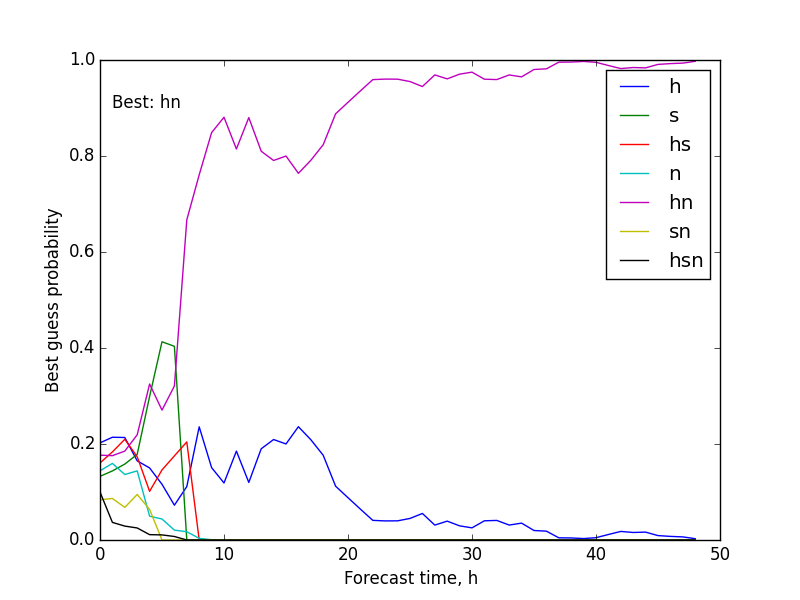 1.0
0.8
0.6
0.4
0.2
0.0
Best guess probability
Best: hn
h
s
hs
n
hn
sn
hsn
0
10
20
30
40
50
Forecast time, h